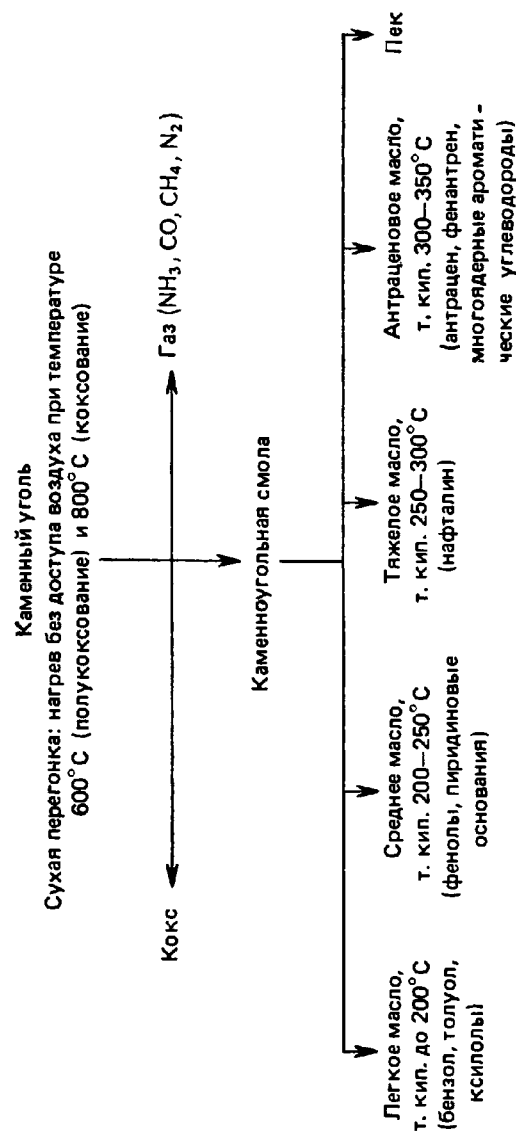 Каменный уголь
Сухая перегонка: нагрев без доступа воздуха при температуре
600°C (полукоксование) и 800°C (коксование)
Кокс
Газ (NH₃, CO, CH₄, N₂)
Каменноугольная смола
Легкое масло,
т. кип. до 200°C
(бензол, толуол,
ксилолы)
Среднее масло,
т. кип. 200–250°C
(фенолы, пиридиновые
основания)
Тяжелое масло,
т. кип. 250–300°C
(нафталин)
Антраценовое масло,
т. кип. 300–350°C
(антрацен, фенантрен,
многоядерные аромати-
ческие углеводороды)
Пек